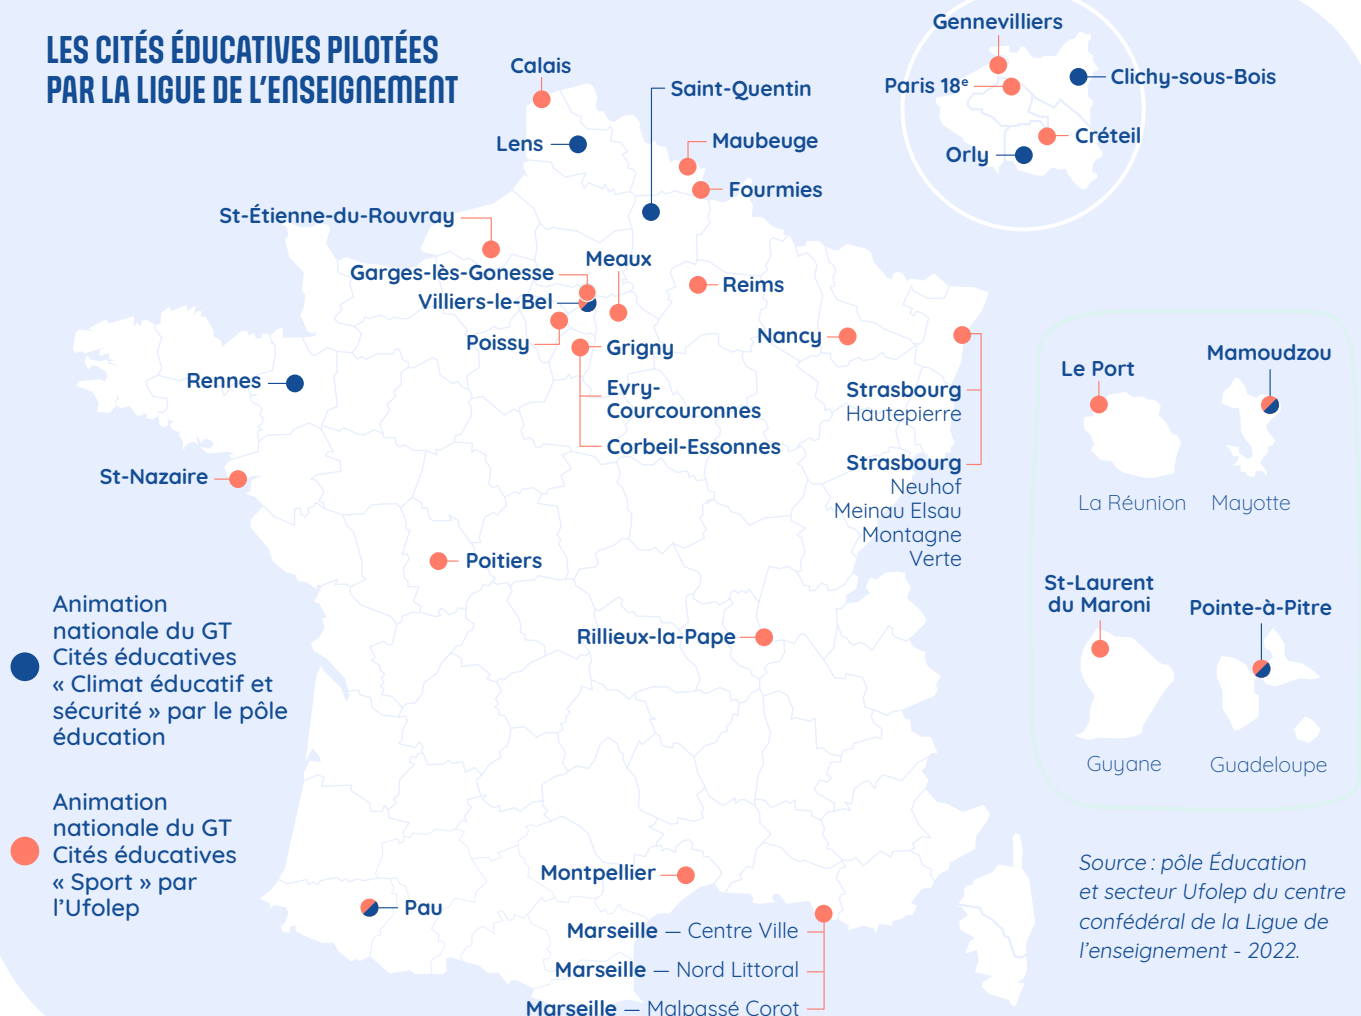 LES CITÉS ÉDUCATIVES PILOTÉES
PAR LA LIGUE DE L'ENSEIGNEMENT
Gennevilliers
Paris 18ᵉ
Clichy-sous-Bois
Créteil
Orly
Calais
Saint-Quentin
Lens
Maubeuge
Fourmies
St-Étienne-du-Rouvray
Meaux
Garges-lès-Gonesse
Villiers-le-Bel
Reims
Poissy
Grigny
Nancy
Evry-
Courcouronnes
Corbeil-Essonnes
Strasbourg
Hautepierre
Strasbourg
Neuhof
Meinau Elsau
Montagne
Verte
Rennes
St-Nazaire
Poitiers
Rillieux-la-Pape
Montpellier
Pau
Marseille — Centre Ville
Marseille — Nord Littoral
Marseille — Malpassé Corot
Le Port
La Réunion
Mamoudzou
Mayotte
St-Laurent
du Maroni
Guyane
Pointe-à-Pitre
Guadeloupe
Animation
nationale du GT
Cités éducatives
« Climat éducatif et
sécurité » par le pôle
éducation
Animation
nationale du GT
Cités éducatives
« Sport » par
l'Ufolep
Source : pôle Éducation
et secteur Ufolep du centre
confédéral de la Ligue de
l'enseignement - 2022.